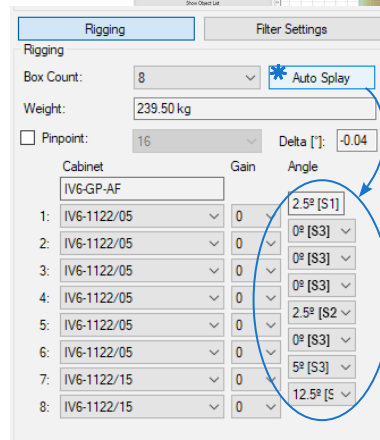 Show Object List
Rigging Filter Settings
Rigging
Box Count: 8 Auto Splay
Weight: 239.50 kg
Pinpoint: 16 Delta [°]: -0.04
Cabinet Gain Angle
IV6-GP-AF 2.5º [S1]
1: IV6-1122/05 0 0º [S3]
2: IV6-1122/05 0 0º [S3]
3: IV6-1122/05 0 0º [S3]
4: IV6-1122/05 0 2.5º [S2
5: IV6-1122/05 0 0º [S3]
6: IV6-1122/05 0 5º [S3]
7: IV6-1122/15 0 12.5º [S
8: IV6-1122/15 0